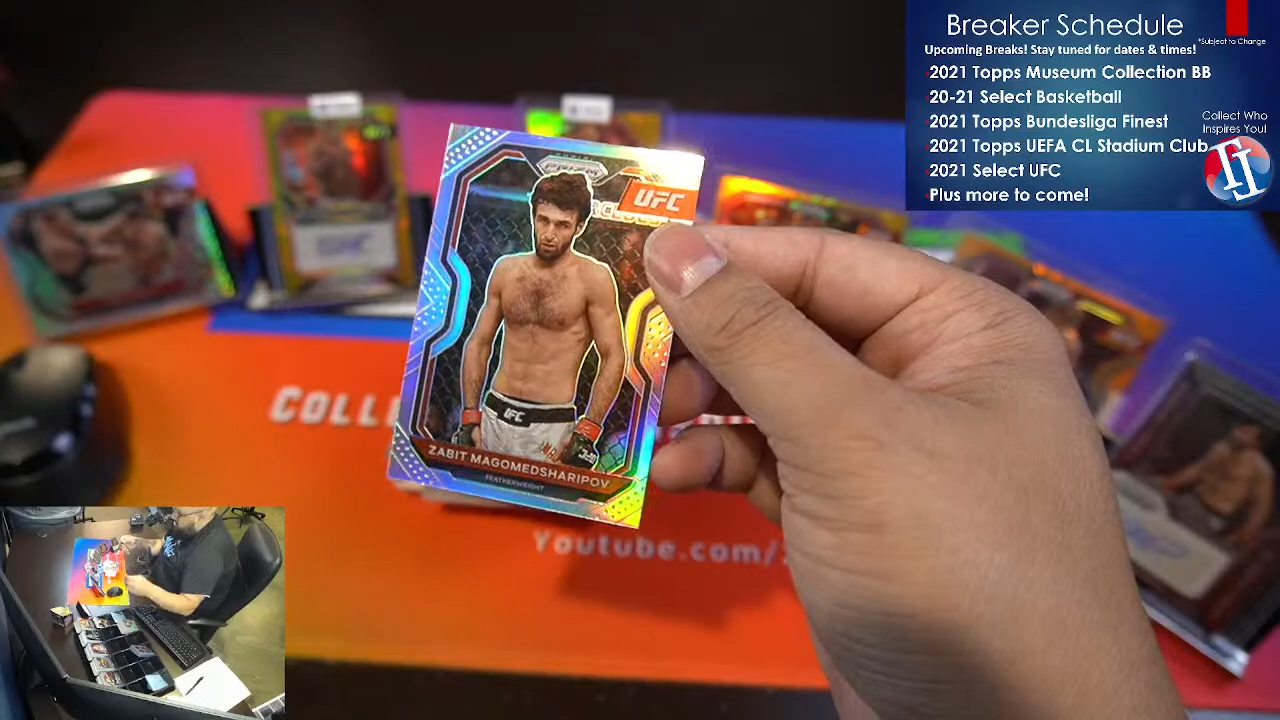 Breaker Schedule
*Subject to Change
Upcoming Breaks! Stay tuned for dates & times!
2021 Topps Museum Collection BB
20-21 Select Basketball
2021 Topps Bundesliga Finest
2021 Topps UEFA CL Stadium Club
2021 Select UFC
Plus more to come!
Collect Who
Inspires You!
PRIZM
UFC
UFC
ZABIT MAGOMEDSHARIPOV
FEATHERWEIGHT
COLL
Youtube.com/